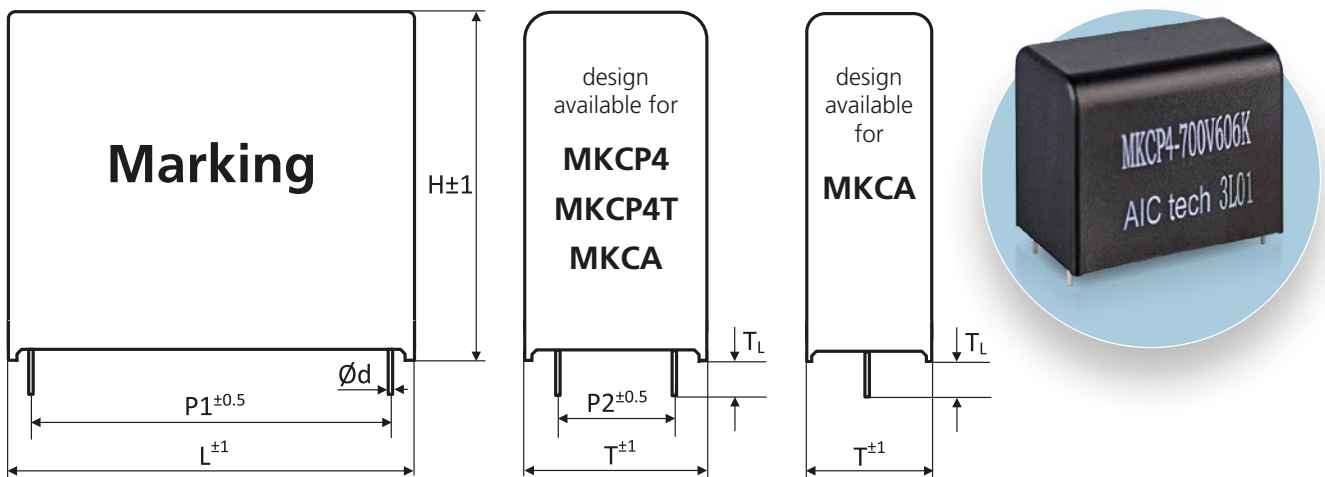 Marking
H±1
Ød
P1±0.5
L±1
design
available for
MKCP4
MKCP4T
MKCA
TL
P2±0.5
T±1
design
available
for
MKCA
TL
T±1
MKCP4-700V606K
AIC tech 3L01